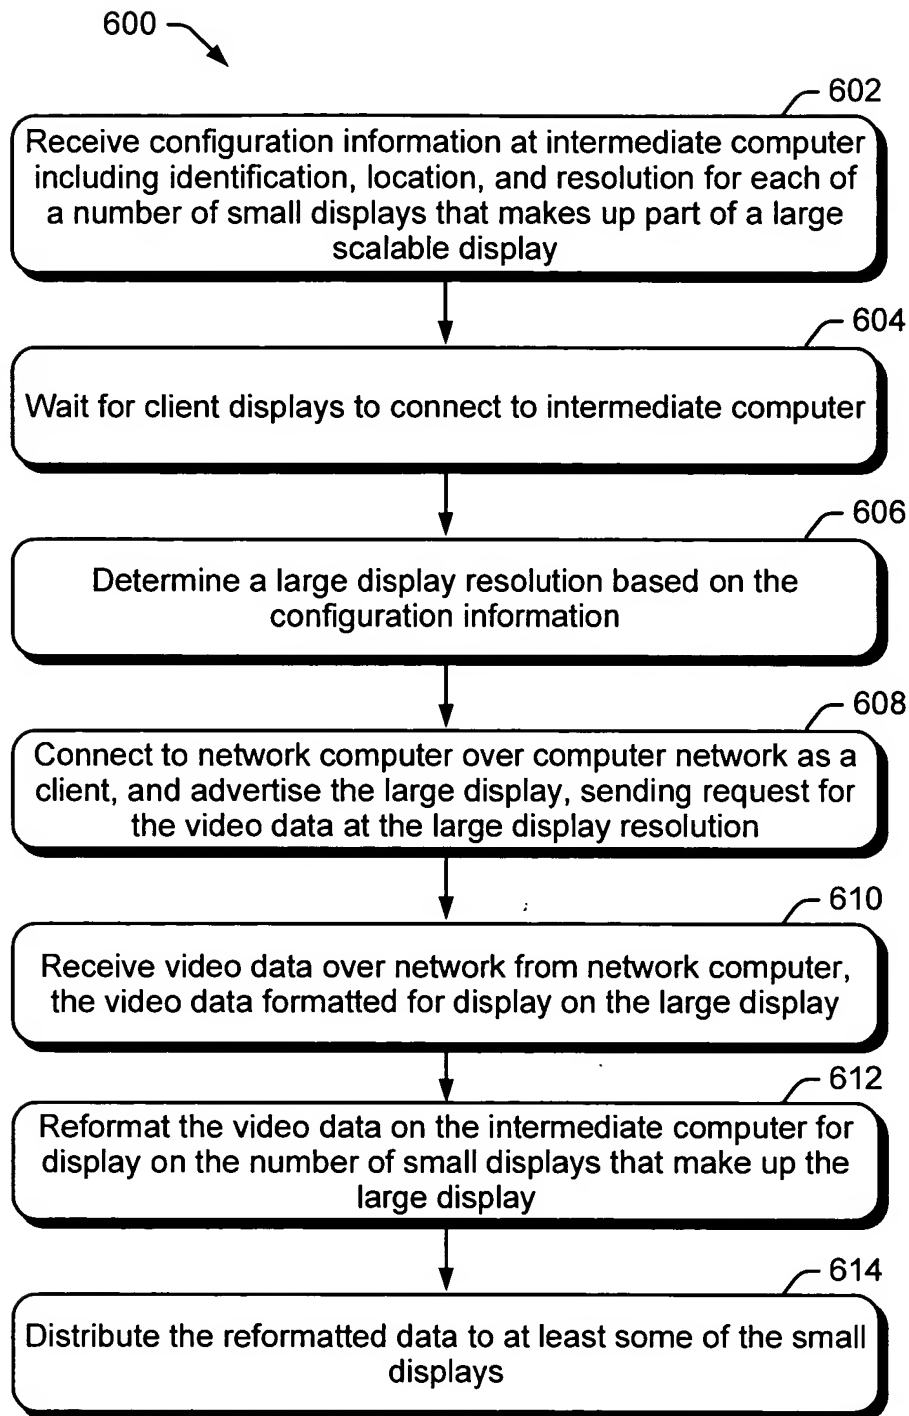 600
602
Receive configuration information at intermediate computer
including identification, location, and resolution for each of
a number of small displays that makes up part of a large
scalable display
604
Wait for client displays to connect to intermediate computer
606
Determine a large display resolution based on the
configuration information
608
Connect to network computer over computer network as a
client, and advertise the large display, sending request for
the video data at the large display resolution
610
Receive video data over network from network computer,
the video data formatted for display on the large display
612
Reformat the video data on the intermediate computer for
display on the number of small displays that make up the
large display
614
Distribute the reformatted data to at least some of the small
displays